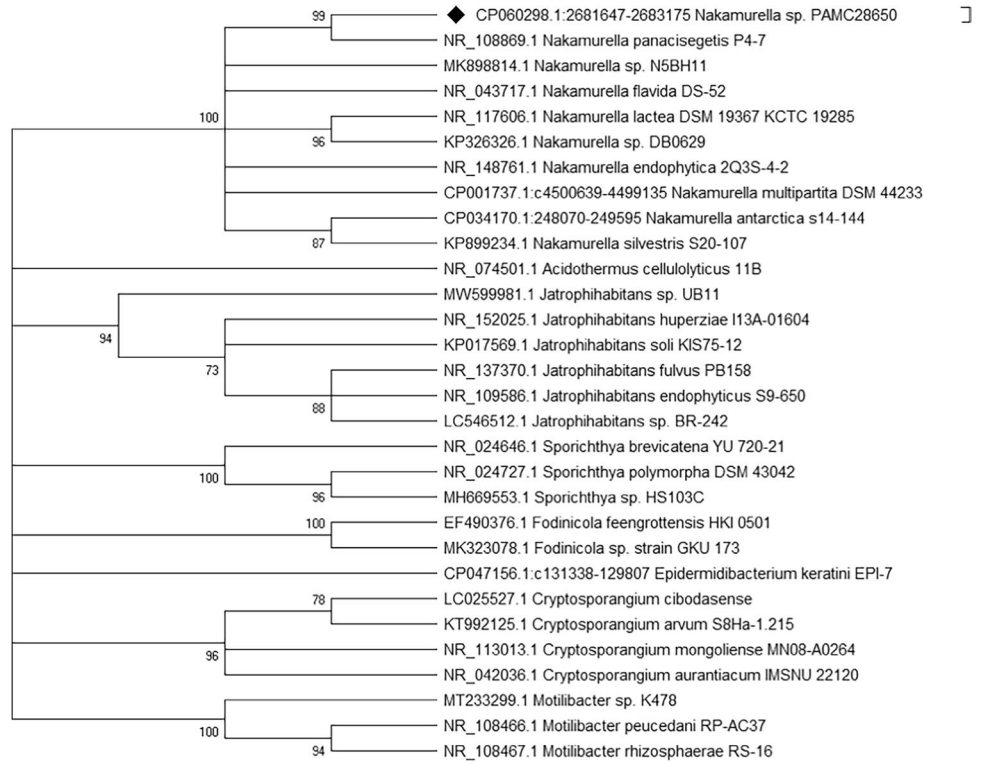 99
CP060298.1:2681647-2683175 Nakamurella sp. PAMC28650
NR_108869.1 Nakamurella panacisegetis P4-7
MK898814.1 Nakamurella sp. N5BH11
NR_043717.1 Nakamurella flavida DS-52
100
NR_117606.1 Nakamurella lactea DSM 19367 KCTC 19285
96
KP326326.1 Nakamurella sp. DB0629
NR_148761.1 Nakamurella endophytica 2Q3S-4-2
CP001737.1:c4500639-4499135 Nakamurella multipartita DSM 44233
CP034170.1:248070-249595 Nakamurella antarctica s14-144
87
KP899234.1 Nakamurella silvestris S20-107
NR_074501.1 Acidothermus cellulolyticus 11B
MW599981.1 Jatrophihabitans sp. UB11
94
NR_152025.1 Jatrophihabitans huperziae I13A-01604
KP017569.1 Jatrophihabitans soli KIS75-12
73
NR_137370.1 Jatrophihabitans fulvus PB158
NR_109586.1 Jatrophihabitans endophyticus S9-650
88
LC546512.1 Jatrophihabitans sp. BR-242
NR_024646.1 Sporichthya brevicatena YU 720-21
100
NR_024727.1 Sporichthya polymorpha DSM 43042
96
MH669553.1 Sporichthya sp. HS103C
100
EF490376.1 Fodinicola feengrottensis HKI 0501
MK323078.1 Fodinicola sp. strain GKU 173
CP047156.1:c131338-129807 Epidermidibacterium keratini EPI-7
78
LC025527.1 Cryptosporangium cibodasense
KT992125.1 Cryptosporangium arvum S8Ha-1.215
96
NR_113013.1 Cryptosporangium mongoliense MN08-A0264
NR_042036.1 Cryptosporangium aurantiacum IMSNU 22120
MT233299.1 Motilibacter sp. K478
100
NR_108466.1 Motilibacter peucedani RP-AC37
94
NR_108467.1 Motilibacter rhizosphaerae RS-16